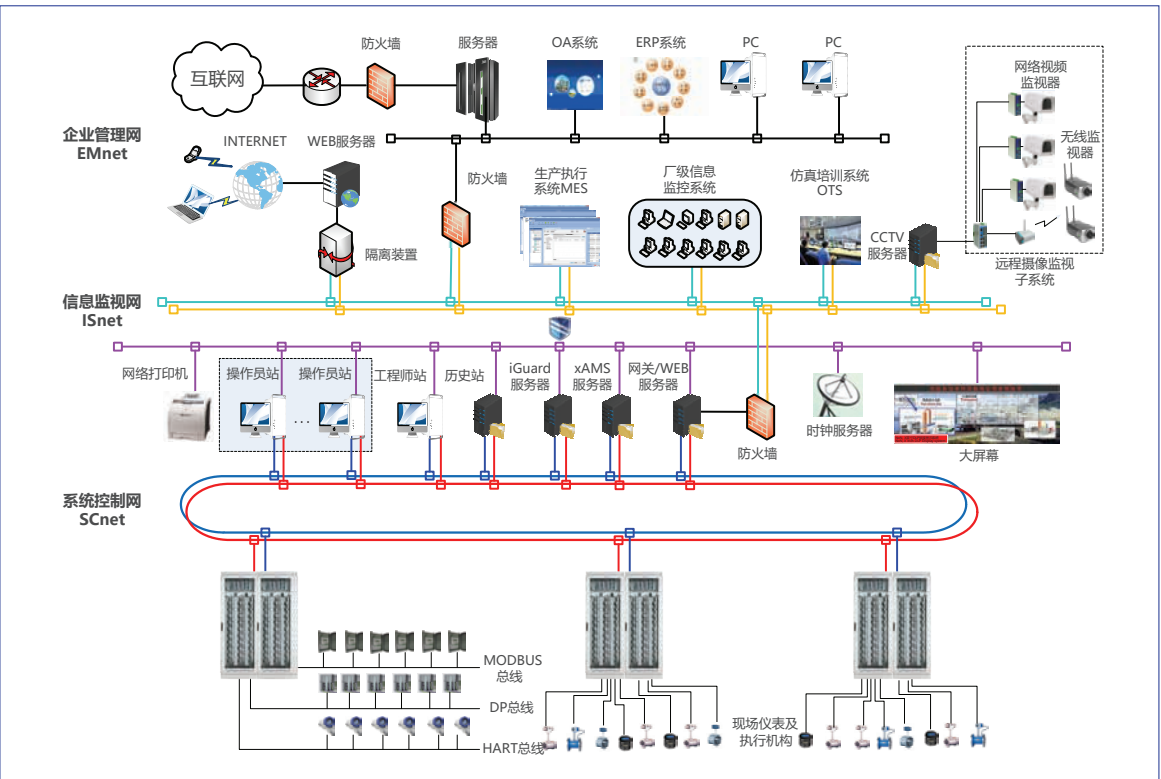 防火墙
服务器
OA系统
ERP系统
PC
PC
网络视频
监视器
互联网
企业管理网
EMnet
INTERNET
WEB服务器
防火墙
生产执行
系统MES
厂级信息
监控系统
仿真培训系统
OTS
无线监
视器
隔离装置
CCTV
服务器
远程摄像监视
子系统
信息监视网
ISnet
网络打印机
操作员站
操作员站
...
工程师站
历史站
iGuard
服务器
xAMS
服务器
网关/WEB
服务器
防火墙
时钟服务器
大屏幕
系统控制网
SCnet
MODBUS
总线
DP总线
HART总线
现场仪表及
执行机构